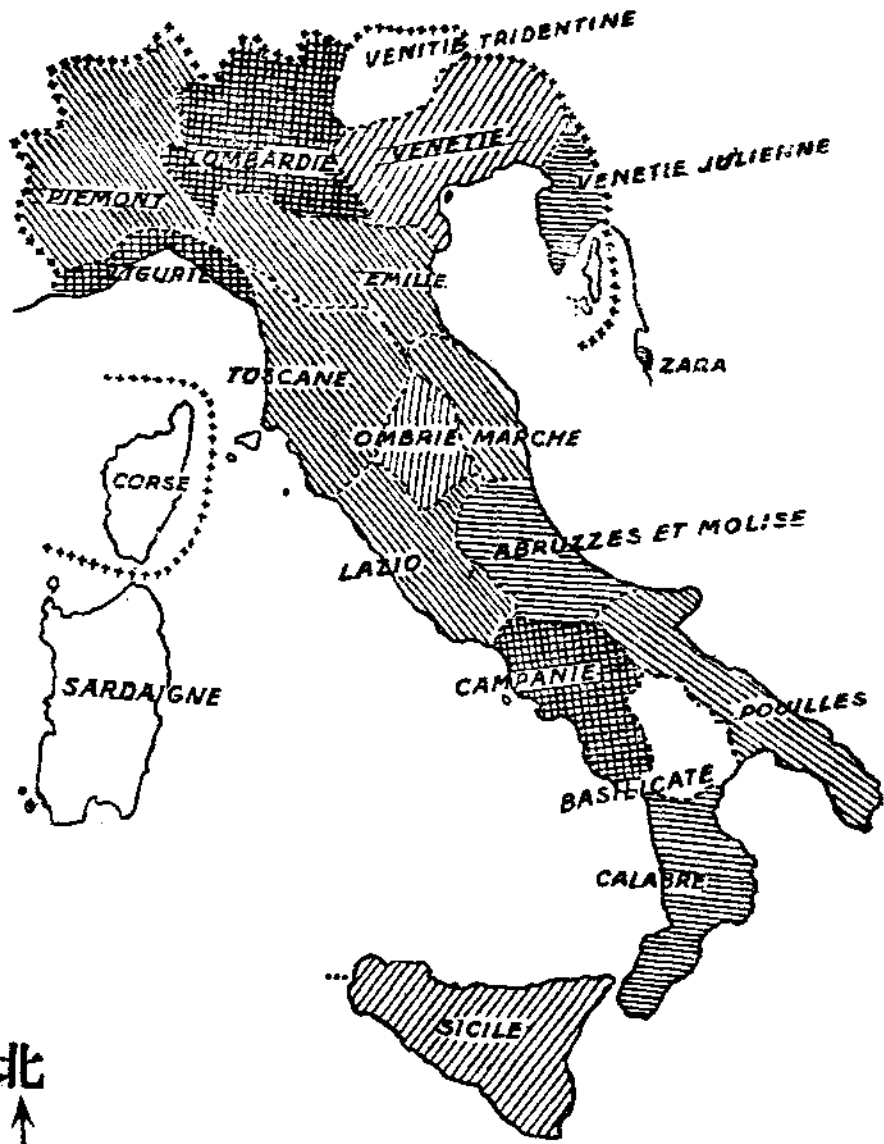 VENITIE TRIDENTINE
LOMBARDIE
VENETIE
VENETIE JULIENNE
PIEMONT
LIGURIE
EMILIE
ZARA
TOSCANE
OMBRIE
MARCHE
CORSE
ABRUZZES ET MOLISE
LAZIO
CAMPANIE
SARDAIGNE
POUILLES
BASILICATE
CALABRE
SICILE
北